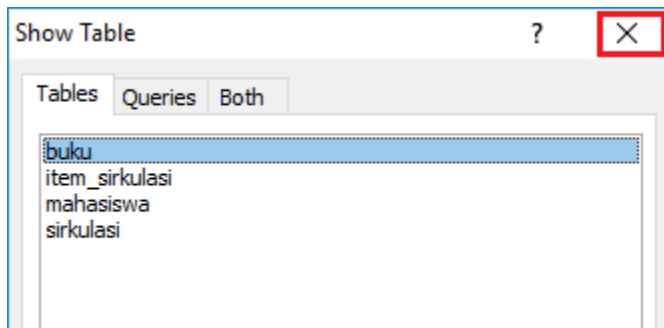 Show Table ?
Tables Queries Both
buku
item_sirkulasi
mahasiswa
sirkulasi